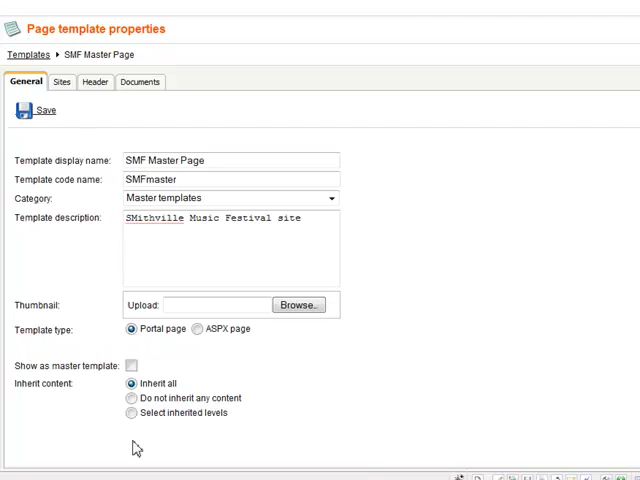 Page template properties
Templates SMF Master Page
General Sites Header Documents
Save
Template display name: SMF Master Page
Template code name: SMFmaster
Category: Master templates
Template description: SMithville Music Festival site
Thumbnail: Upload: Browse...
Template type: Portal page ASPX page
Show as master template:
Inherit content: Inherit all
Do not inherit any content
Select inherited levels